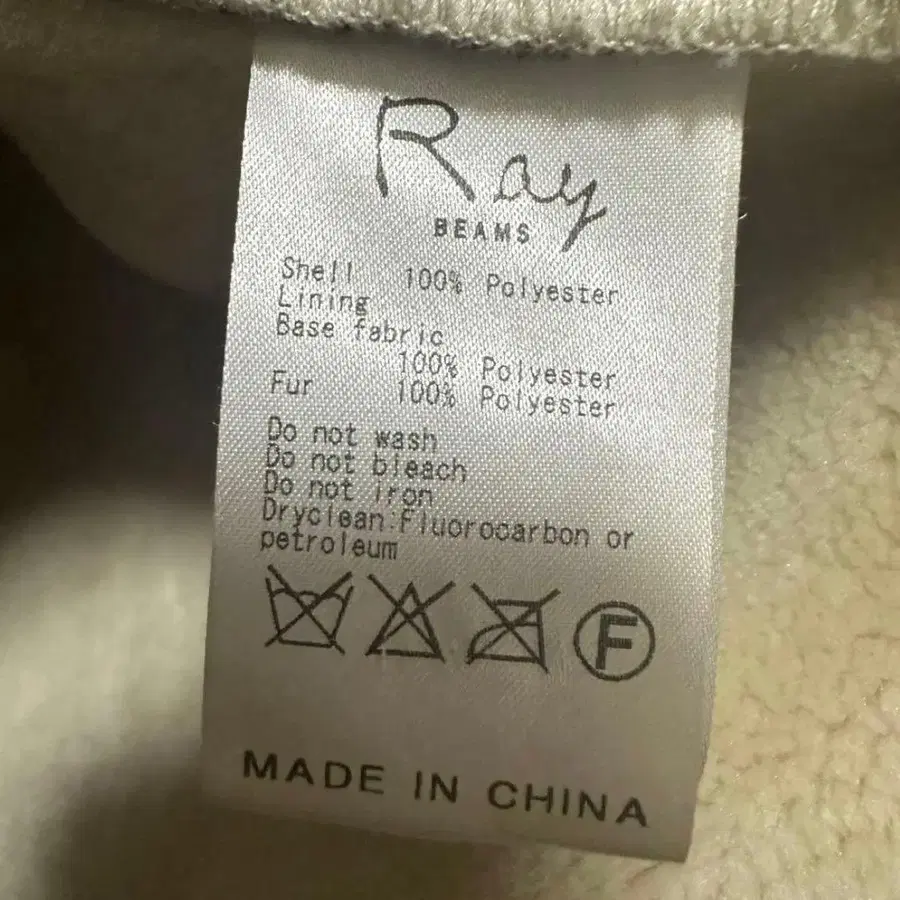 Ray
BEAMS
Shell 100% Polyester
Lining
Base fabric
100% Polyester
Fur 100% Polyester
Do not wash
Do not bleach
Do not iron
Dryclean:Fluorocarbon or
petroleum
F
MADE IN CHINA